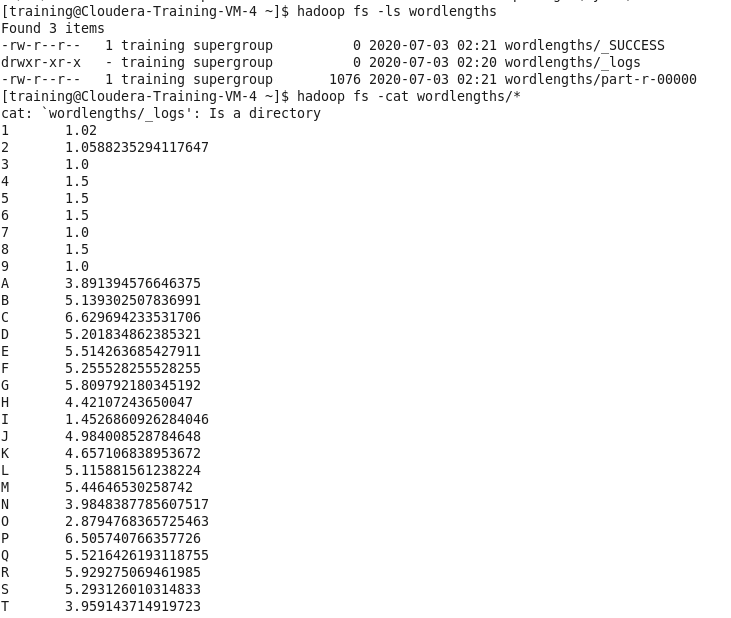 [training@Cloudera-Training-VM-4 ~]$ hadoop fs -ls wordlengths
Found 3 items
-rw-r--r--   1 training supergroup          0 2020-07-03 02:21 wordlengths/_SUCCESS
drwxr-xr-x   - training supergroup          0 2020-07-03 02:20 wordlengths/_logs
-rw-r--r--   1 training supergroup       1076 2020-07-03 02:21 wordlengths/part-r-00000
[training@Cloudera-Training-VM-4 ~]$ hadoop fs -cat wordlengths/*
cat: `wordlengths/_logs': Is a directory
1       1.02
2       1.0588235294117647
3       1.0
4       1.5
5       1.5
6       1.5
7       1.0
8       1.5
9       1.0
A       3.891394576646375
B       5.139302507836991
C       6.629694233531706
D       5.201834862385321
E       5.514263685427911
F       5.255528255528255
G       5.809792180345192
H       4.42107243650047
I       1.4526860926284046
J       4.984008528784648
K       4.657106838953672
L       5.115881561238224
M       5.44646530258742
N       3.9848387785607517
O       2.8794768365725463
P       6.505740766357726
Q       5.5216426193118755
R       5.929275069461985
S       5.293126010314833
T       3.959143714919723